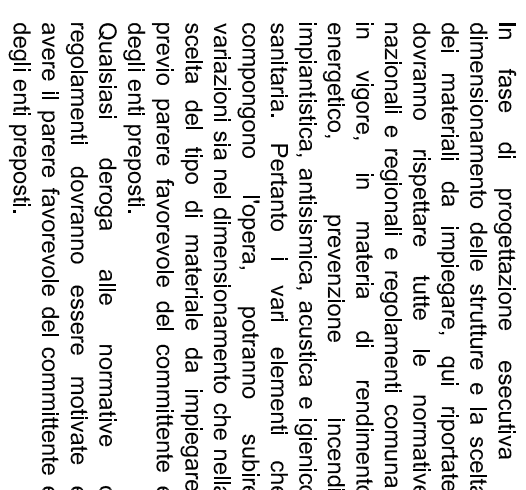 In fase di progettazione esecutiva
dimensionamento delle strutture e la scelta
dei materiali da impiegare, qui riportate
dovranno rispettare tutte le normative
nazionali e regionali e regolamenti comuna
in vigore, in materia di rendimento
energetico, prevenzione incendi
impiantistica, antisismica, acustica e igienico
sanitaria. Pertanto i vari elementi che
compongono l'opera, potranno subire
variazioni sia nel dimensionamento che nella
scelta del tipo di materiale da impiegare
previo parere favorevole del committente e
degli enti preposti.
Qualsiasi deroga alle normative
regolamenti dovranno essere motivate e
avere il parere favorevole del committente e
degli enti preposti.